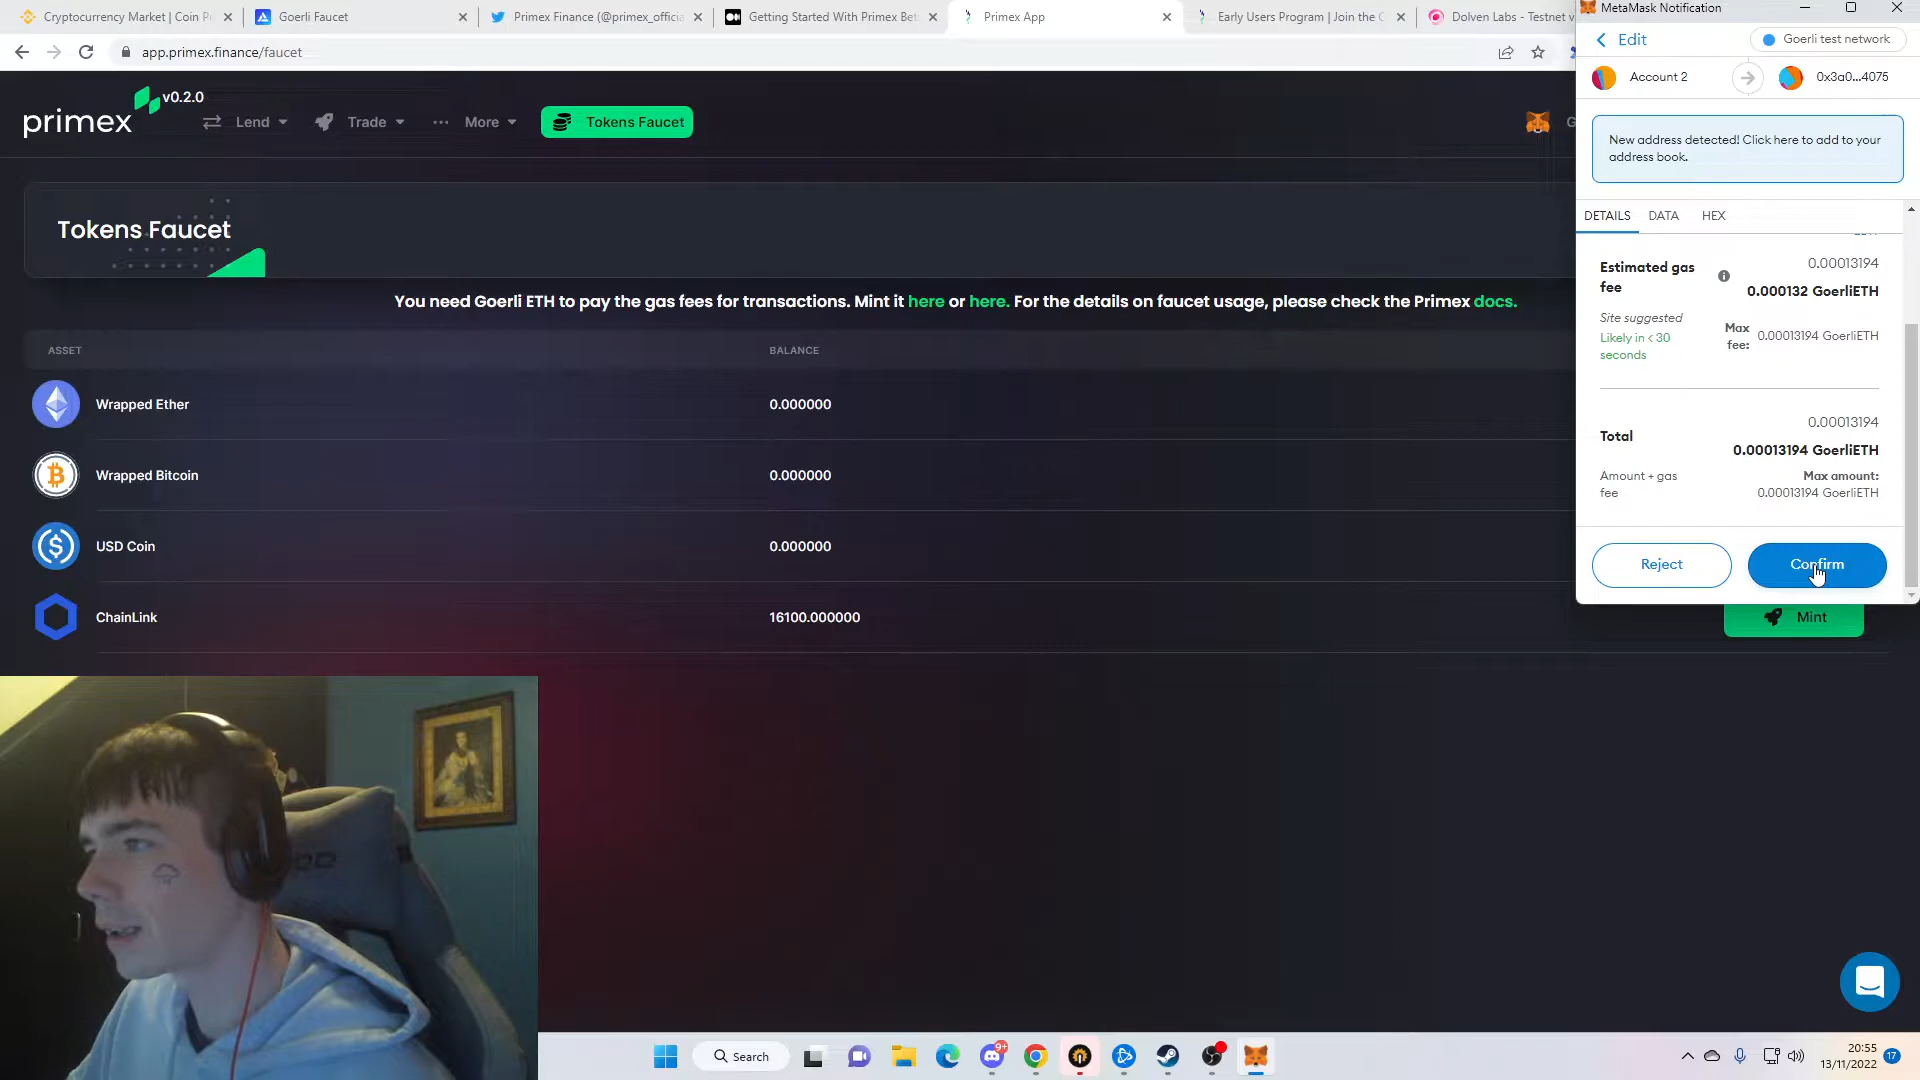 Cryptocurrency Market | Coin P
Goerli Faucet
Primex Finance (@primex_officia
Getting Started With Primex Bet
Primex App
Early Users Program | Join the C
Dolven Labs - Testnet v
MetaMask Notification
app.primex.finance/faucet
Edit
Goerli test network
Account 2
0x3a0...4075
primex
v0.2.0
Lend
Trade
More
Tokens Faucet
G
New address detected! Click here to add to your
address book.
DETAILS
DATA
HEX
Tokens Faucet
You need Goerli ETH to pay the gas fees for transactions. Mint it here or here. For the details on faucet usage, please check the Primex docs.
Estimated gas
fee
0.00013194
0.000132 GoerliETH
Site suggested
Likely in < 30
seconds
Max
fee:
0.00013194 GoerliETH
ASSET
BALANCE
Wrapped Ether
0.000000
Wrapped Bitcoin
0.000000
USD Coin
0.000000
ChainLink
16100.000000
Total
0.00013194
0.00013194 GoerliETH
Amount + gas
fee
Max amount:
0.00013194 GoerliETH
Reject
Confirm
Mint
Search
9+
20:55
13/11/2022
17